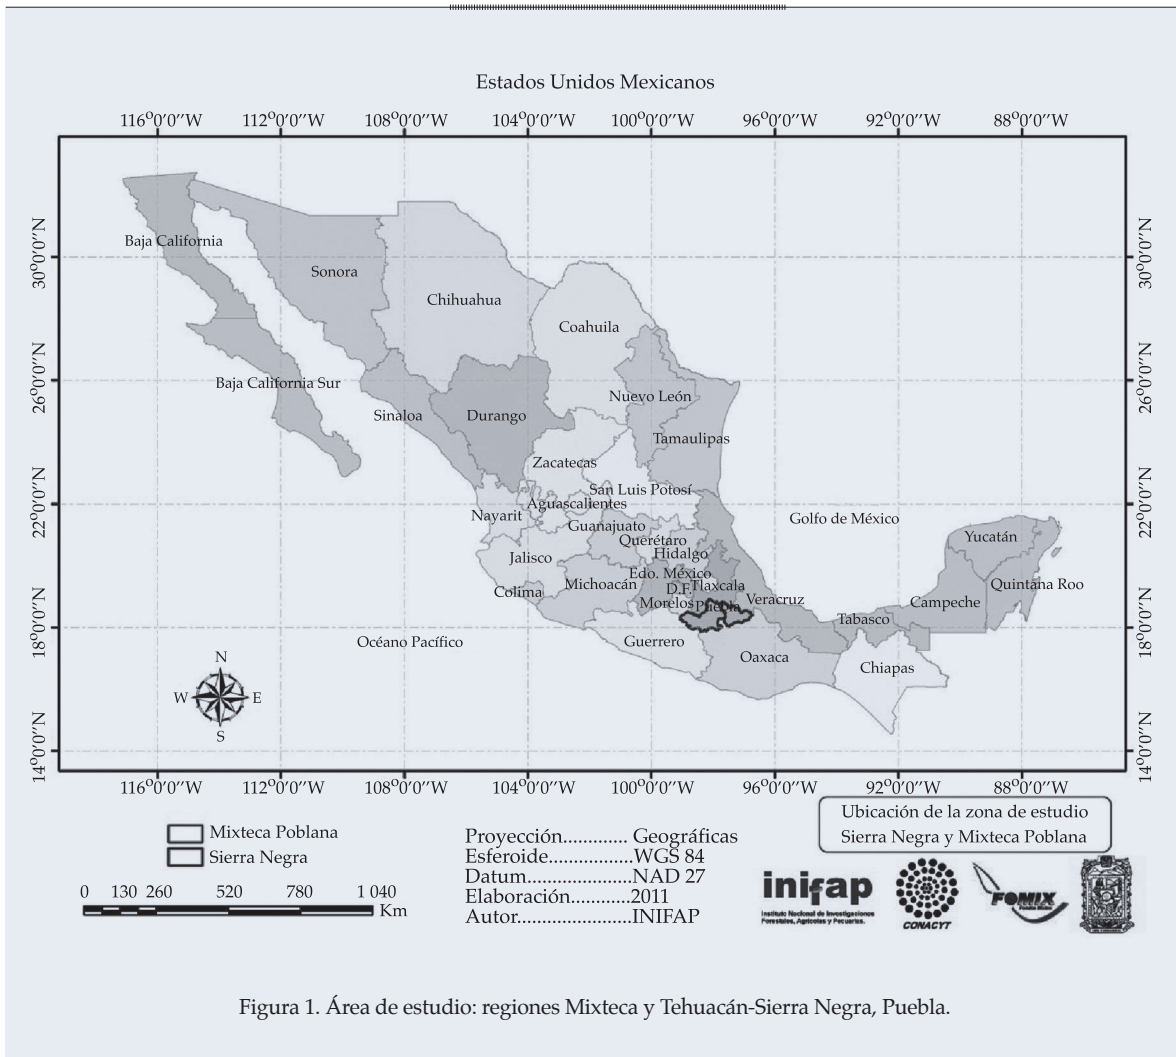 Estados Unidos Mexicanos
116°0'0''W 112°0'0''W 108°0'0''W 104°0'0''W 100°0'0''W 96°0'0''W 92°0'0''W 88°0'0''W
30°0'0''N
26°0'0''N
22°0'0''N
18°0'0''N
14°0'0''N
30°0'0''N
26°0'0''N
22°0'0''N
18°0'0''N
14°0'0''N
Baja California
Sonora
Chihuahua
Coahuila
Baja California Sur
Sinaloa
Durango
Nuevo León
Tamaulipas
Zacatecas
San Luis Potosí
Aguascalientes
Nayarit
Guanajuato
Golfo de México
Querétaro
Hidalgo
Yucatán
Jalisco
Edo. México
Michoacán
D.F.
Tlaxcala
Quintana Roo
Colima
Morelos
Puebla
Veracruz
Campeche
Tabasco
Océano Pacífico
Guerrero
Oaxaca
Chiapas
N
W E
S
116°0'0''W 112°0'0''W 108°0'0''W 104°0'0''W 100°0'0''W 96°0'0''W 92°0'0''W 88°0'0''W
Mixteca Poblana
Sierra Negra
0 130 260 520 780 1 040
Km
Proyección............. Geográficas
Esferoide................WGS 84
Datum.....................NAD 27
Elaboración...........2011
Autor......................INIFAP
Ubicación de la zona de estudio
Sierra Negra y Mixteca Poblana
inifap
Instituto Nacional de Investigaciones
Forestales, Agrícolas y Pecuarias.
CONACYT
FOMIX
Figura 1. Área de estudio: regiones Mixteca y Tehuacán-Sierra Negra, Puebla.